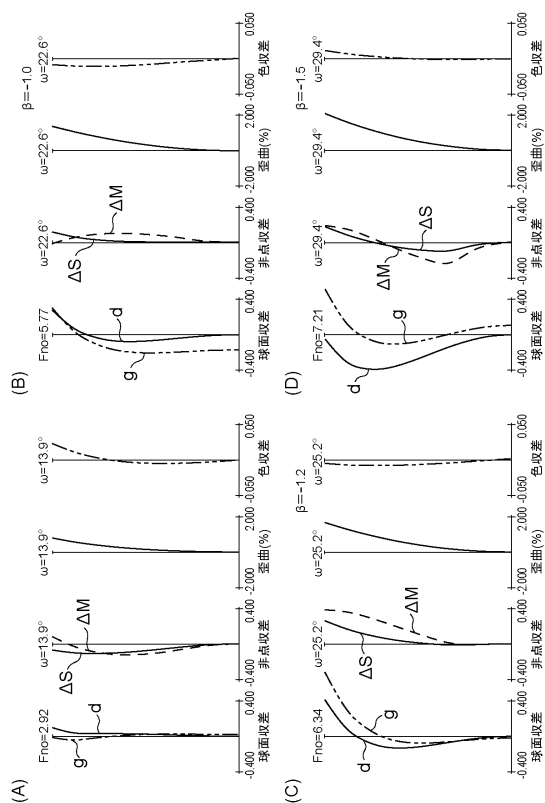 (A)
Fno=2.92
ω=13.9°
ω=13.9°
ω=13.9°
g
d
ΔS
ΔM
-0.400 0.400
球面収差
-0.400 0.400
非点収差
-2.000 2.000
歪曲(%)
-0.050 0.050
色収差
(B)
β=-1.0
Fno=5.77
ω=22.6°
ω=22.6°
ω=22.6°
g
d
ΔS
ΔM
-0.400 0.400
球面収差
-0.400 0.400
非点収差
-2.000 2.000
歪曲(%)
-0.050 0.050
色収差
(C)
β=-1.2
Fno=6.34
ω=25.2°
ω=25.2°
ω=25.2°
d
g
ΔS
ΔM
-0.400 0.400
球面収差
-0.400 0.400
非点収差
-2.000 2.000
歪曲(%)
-0.050 0.050
色収差
(D)
β=-1.5
Fno=7.21
ω=29.4°
ω=29.4°
ω=29.4°
d
g
ΔM
ΔS
-0.400 0.400
球面収差
-0.400 0.400
非点収差
-2.000 2.000
歪曲(%)
-0.050 0.050
色収差